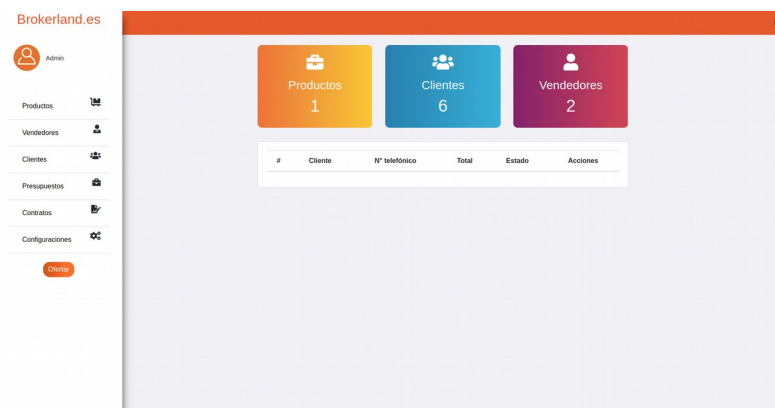 Brokerland.es
Admin
Productos
Vendedores
Clientes
Presupuestos
Contratos
Configuraciones
Ofertar
Productos
1
Clientes
6
Vendedores
2
# Cliente N° telefónico Total Estado Acciones